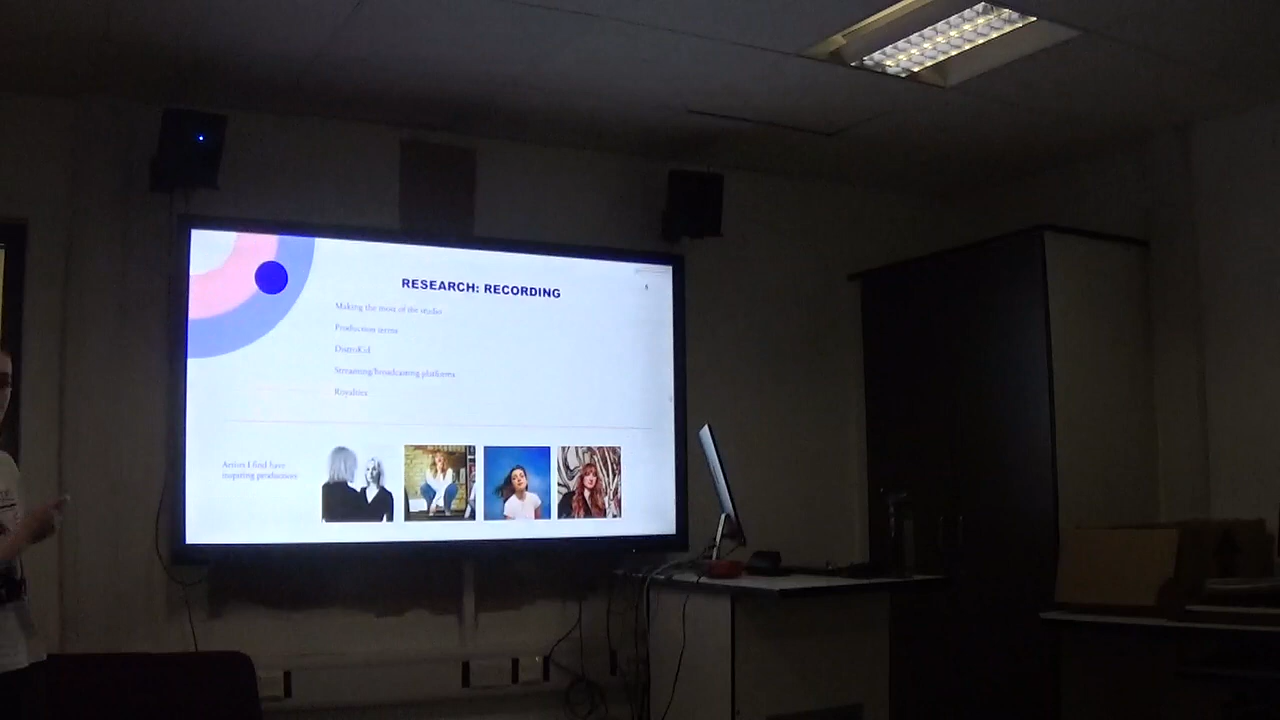 RESEARCH: RECORDING
Making the most of the studio
Production terms
DistroKid
Streaming/broadcasting platforms
Royalties
Artists I find have
inspiring production: